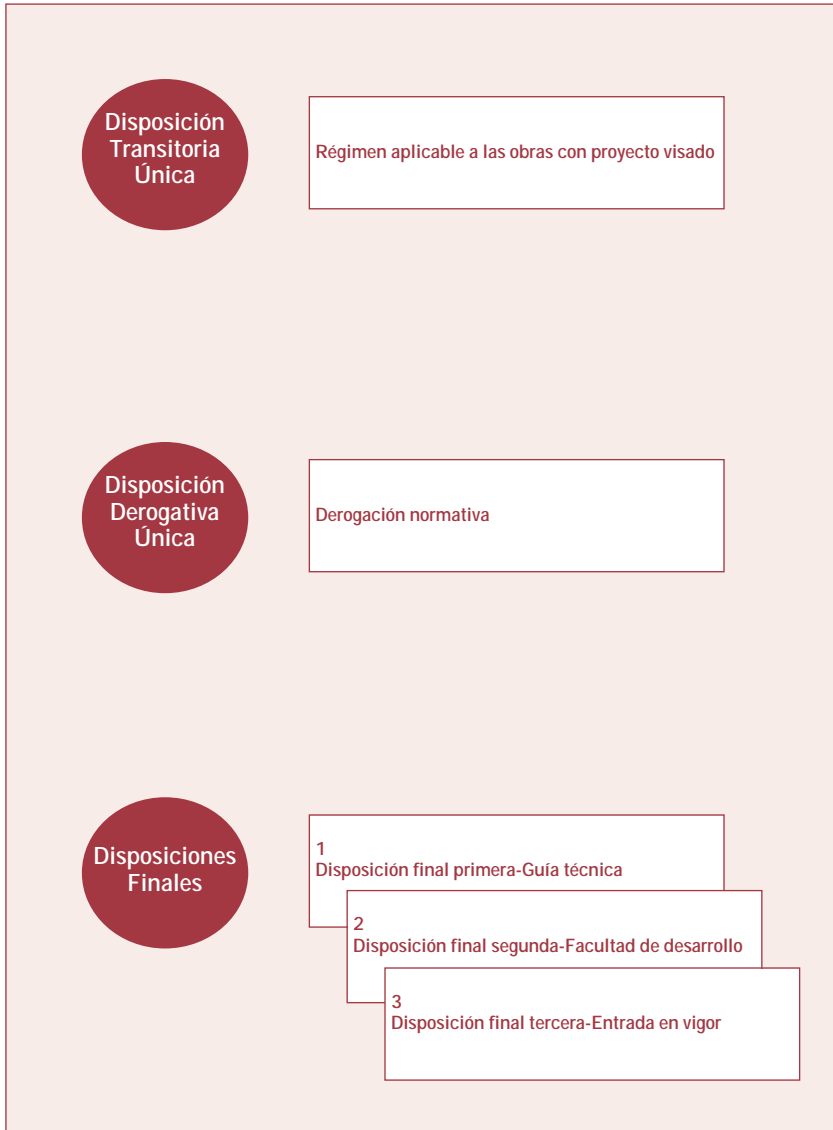 Disposición
Transitoria
Única
Régimen aplicable a las obras con proyecto visado
Disposición
Derogativa
Única
Derogación normativa
Disposiciones
Finales
1
Disposición final primera-Guía técnica
2
Disposición final segunda-Facultad de desarrollo
3
Disposición final tercera-Entrada en vigor